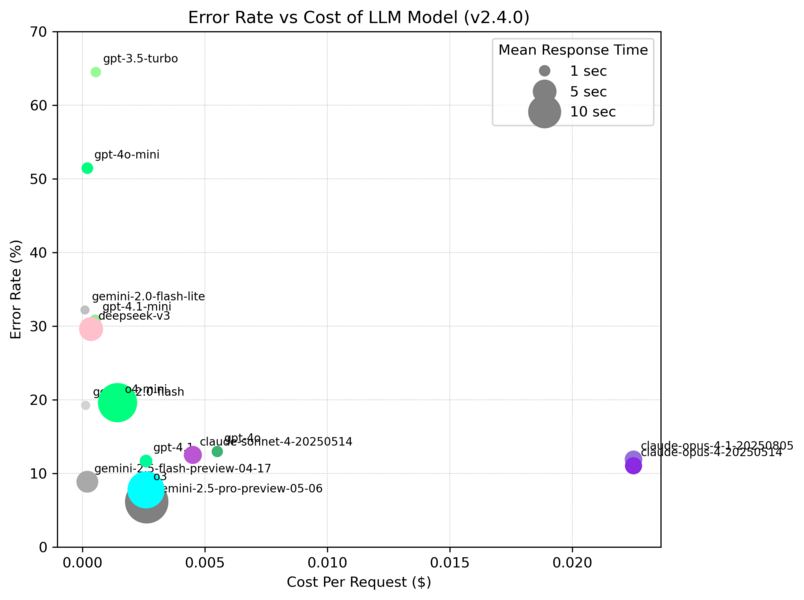 Error Rate vs Cost of LLM Model (v2.4.0)
70
60
50
40
30
20
10
0
Error Rate (%)
Mean Response Time
1 sec
5 sec
10 sec
gpt-3.5-turbo
gpt-4o-mini
gemini-2.0-flash-lite
gpt-4.1-mini
deepseek-v3
o4-mini
2.0-flash
gpt-4o
claude-sonnet-4-20250514
gpt-4.1
claude-opus-4-1-20250805
claude-opus-4-20250514
gemini-2.5-flash-preview-04-17
o3
gemini-2.5-pro-preview-05-06
0.000 0.005 0.010 0.015 0.020
Cost Per Request ($)